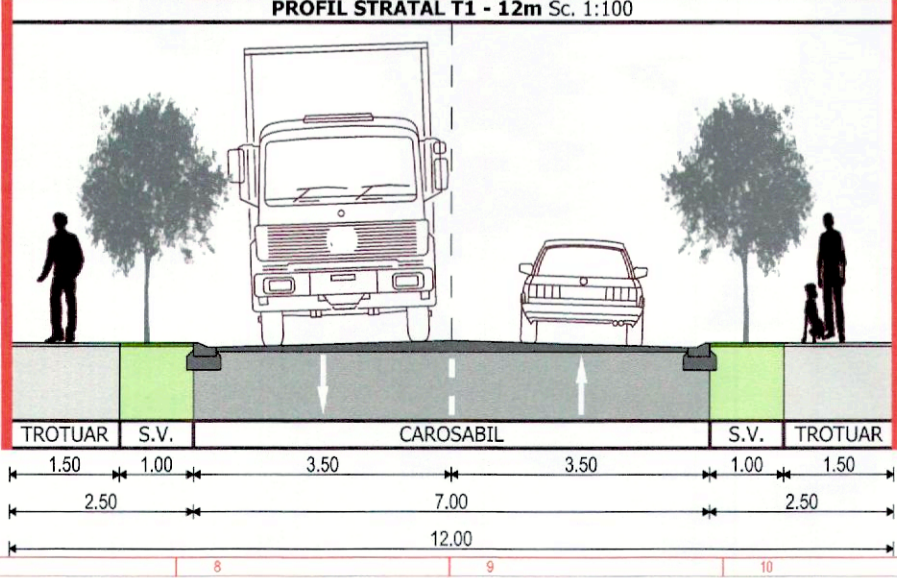 PROFIL STRATAL T1 - 12m Sc. 1:100
TROTUAR S.V. CAROSABIL S.V. TROTUAR
1.50 1.00 3.50 3.50 1.00 1.50
2.50 7.00 2.50
12.00
8 9 10